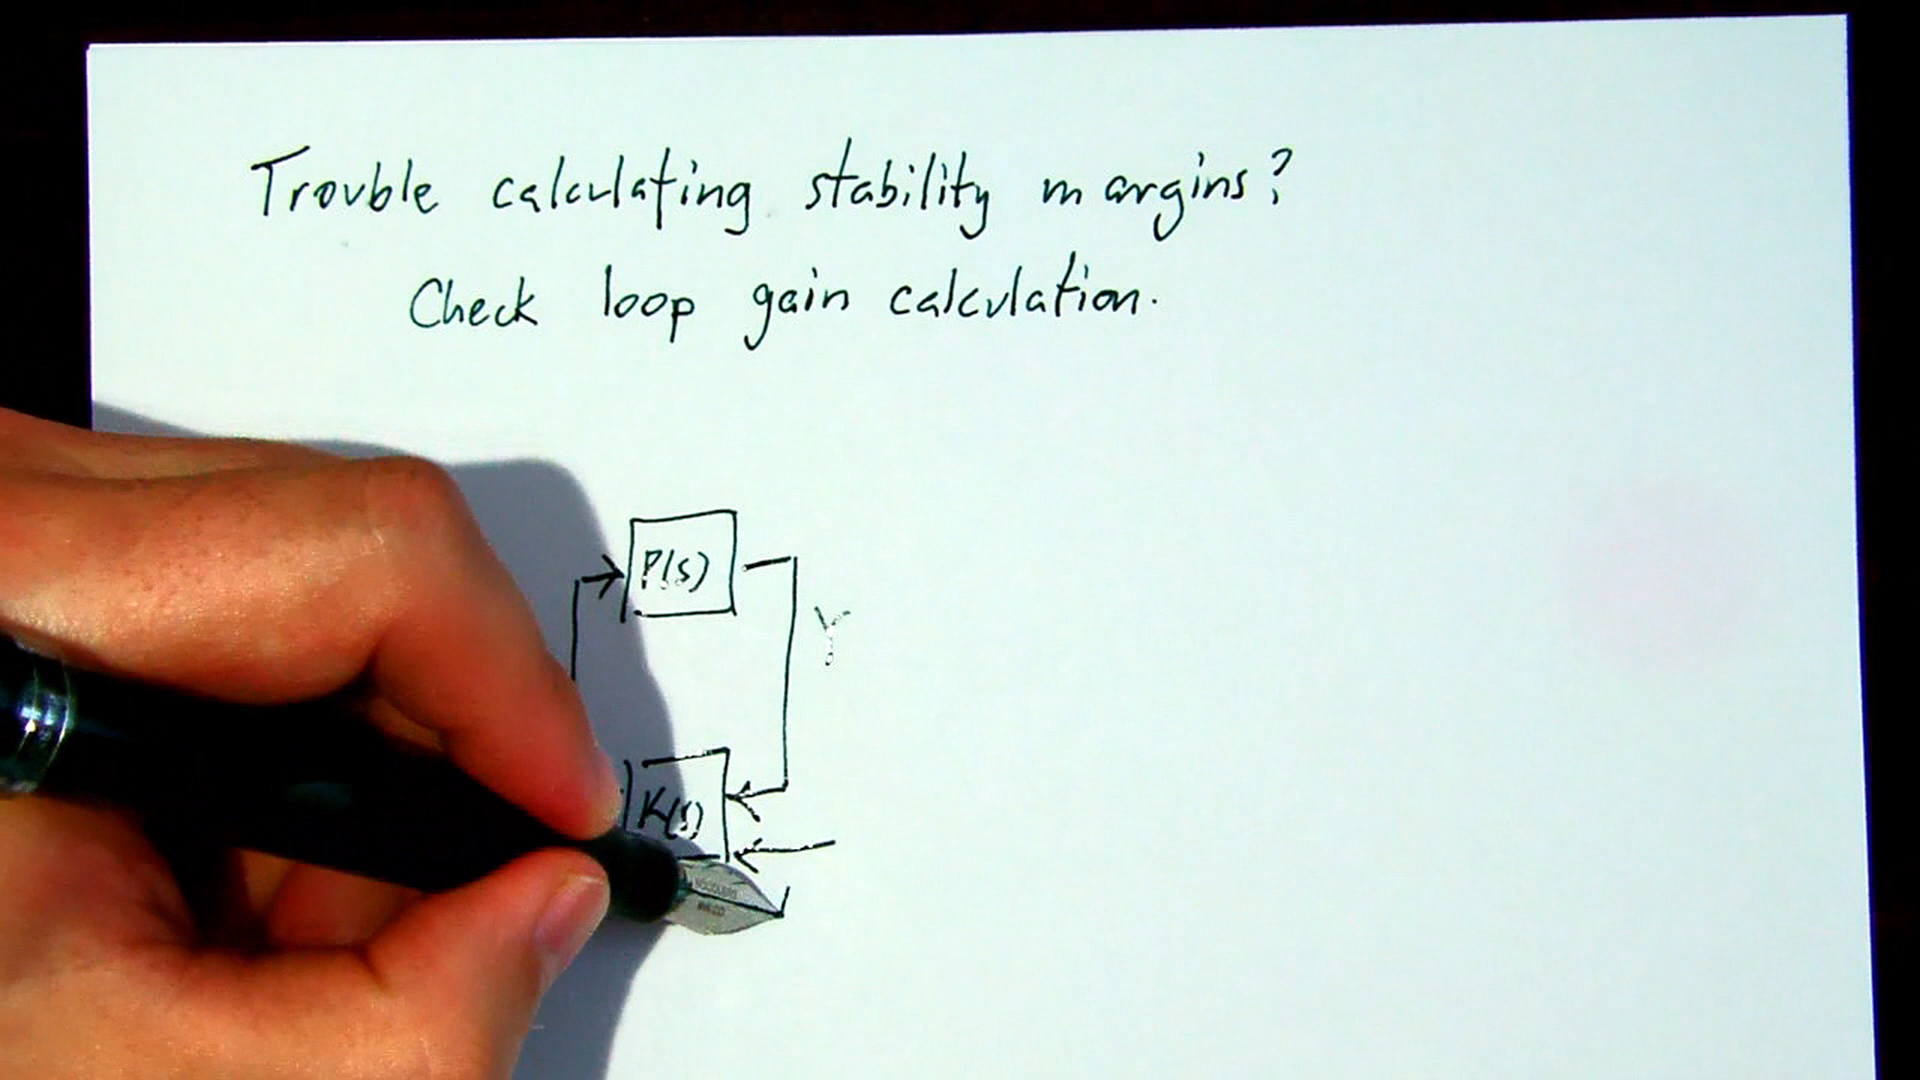 Trouble calculating stability margins?
Check loop gain calculation.
P(s)
Y
K(s)